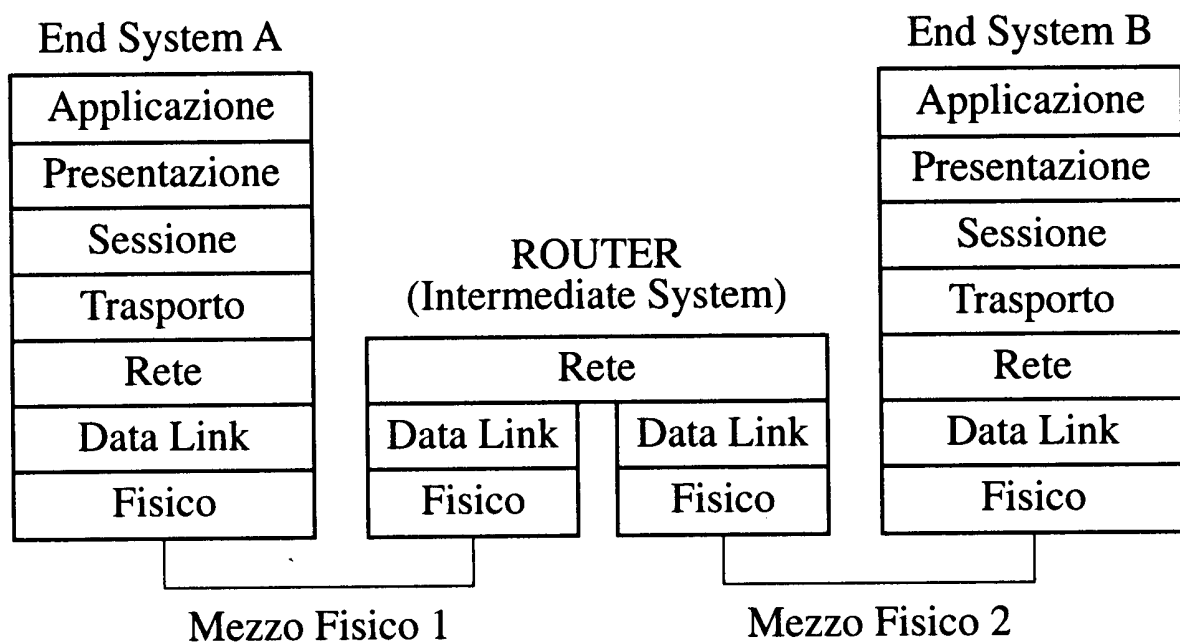 End System A
Applicazione
Presentazione
Sessione
Trasporto
Rete
Data Link
Fisico
ROUTER
(Intermediate System)
Rete
Data Link
Data Link
Fisico
Fisico
End System B
Applicazione
Presentazione
Sessione
Trasporto
Rete
Data Link
Fisico
Mezzo Fisico 1
Mezzo Fisico 2